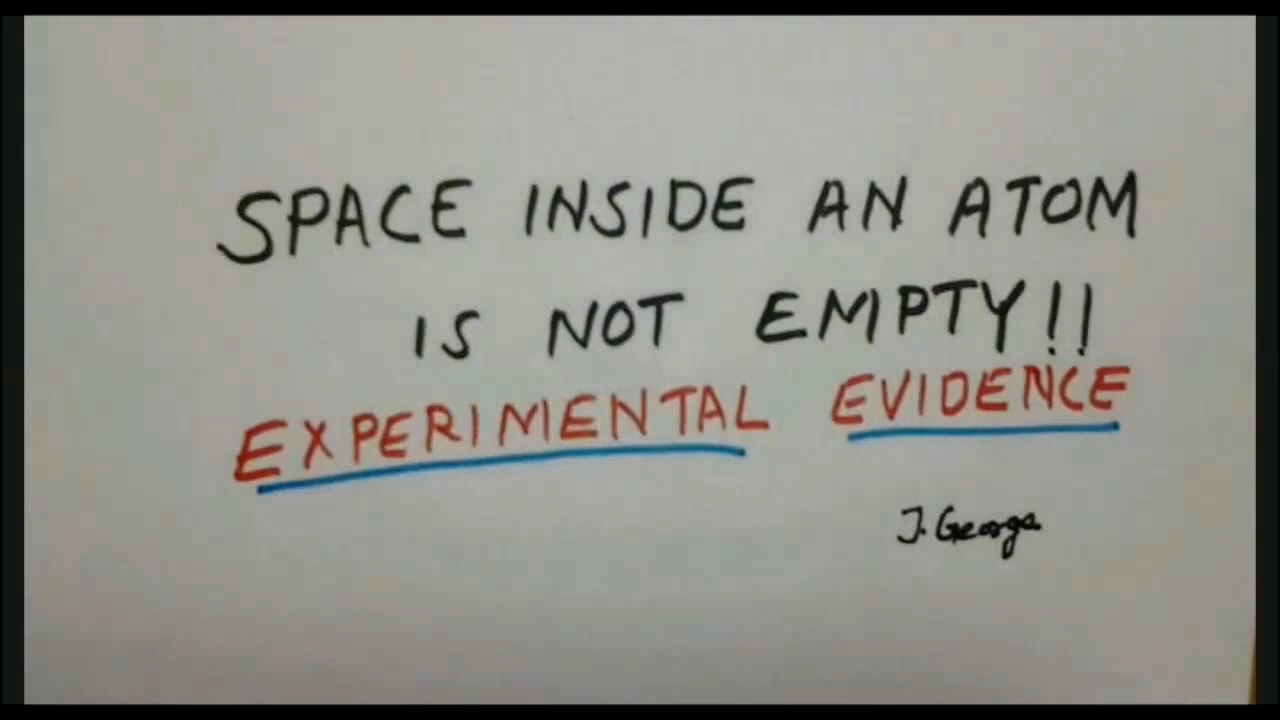 SPACE INSIDE AN ATOM
IS NOT EMPTY!!
EXPERIMENTAL EVIDENCE
J. George